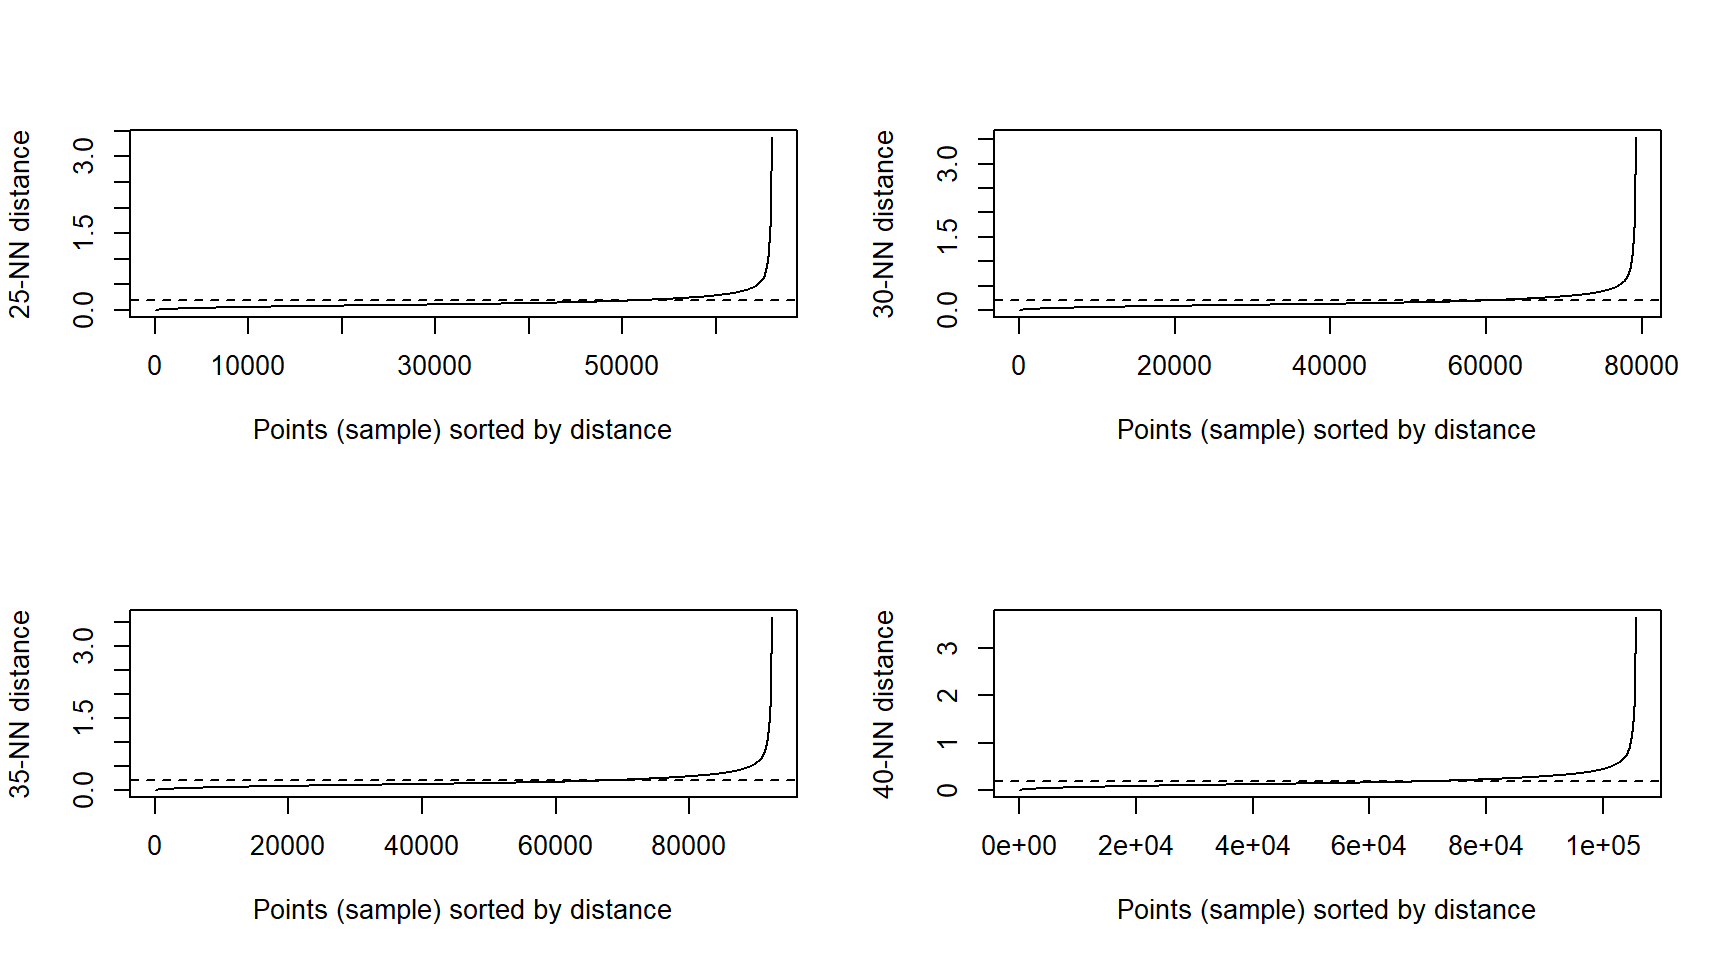 25-NN distance
0.0 1.5 3.0
0 10000 30000 50000
Points (sample) sorted by distance
30-NN distance
0.0 1.5 3.0
0 20000 40000 60000 80000
Points (sample) sorted by distance
35-NN distance
0.0 1.5 3.0
0 20000 40000 60000 80000
Points (sample) sorted by distance
40-NN distance
0 1 2 3
0e+00 2e+04 4e+04 6e+04 8e+04 1e+05
Points (sample) sorted by distance